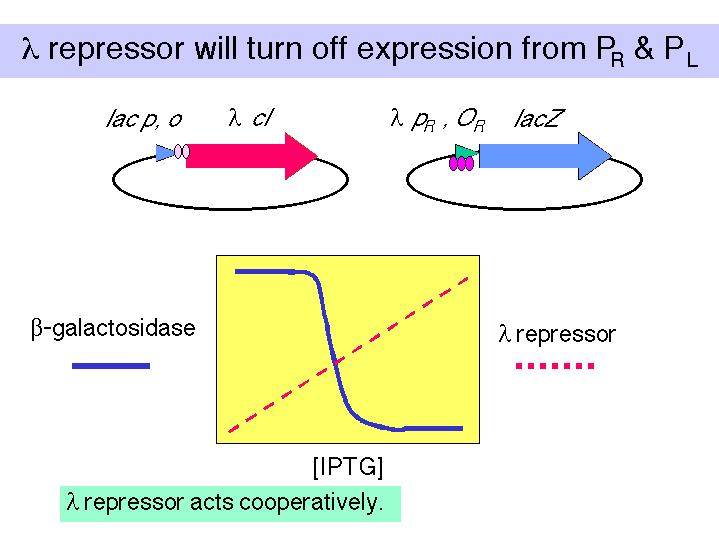 λ repressor will turn off expression from PR & PL
lac p, o λ cI λ pR , OR lacZ
β-galactosidase
λ repressor
[IPTG]
λ repressor acts cooperatively.